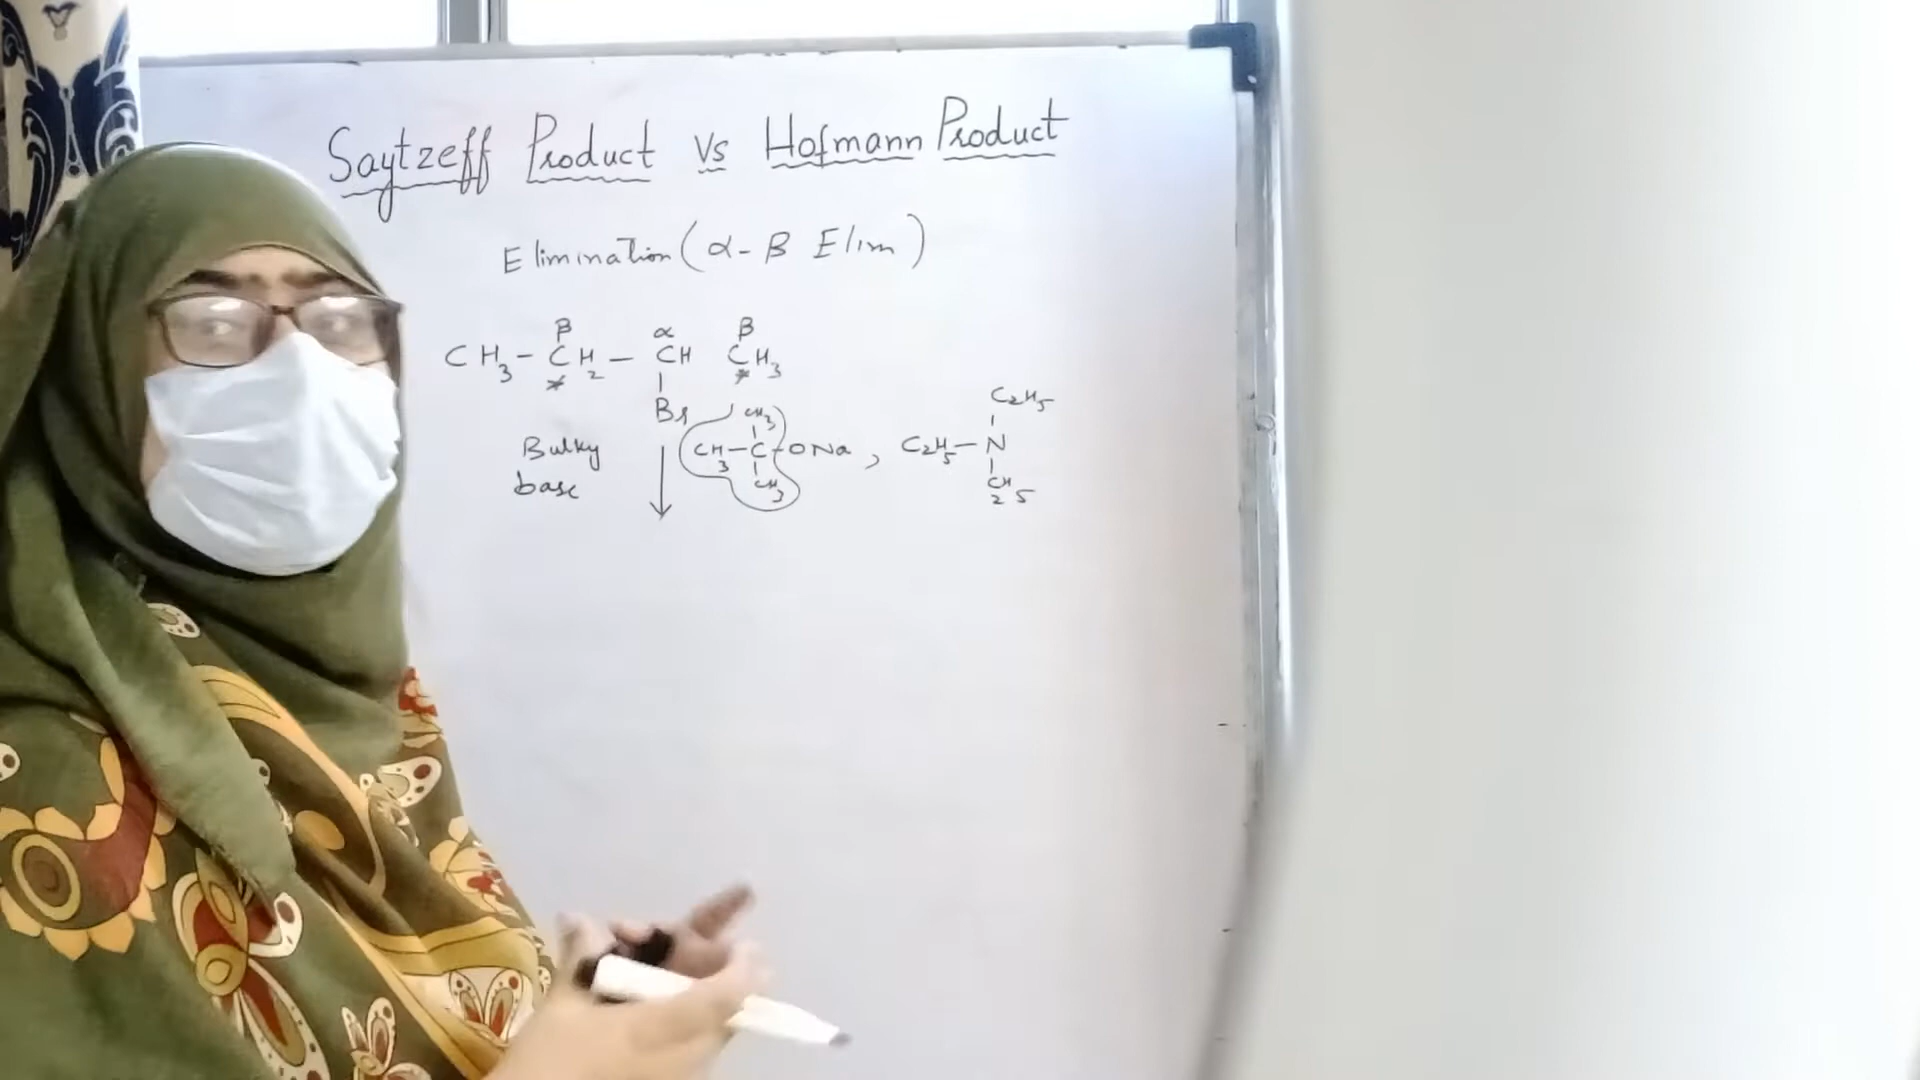 Saytzeff Product Vs Hofmann Product
Elimination (α-β Elim)
β α β
CH3 - CH2 - CH CH3
* *
Br
C2H5
CH3
Bulky CH3-C-ONa, C2H5-N
base CH3 C2H5